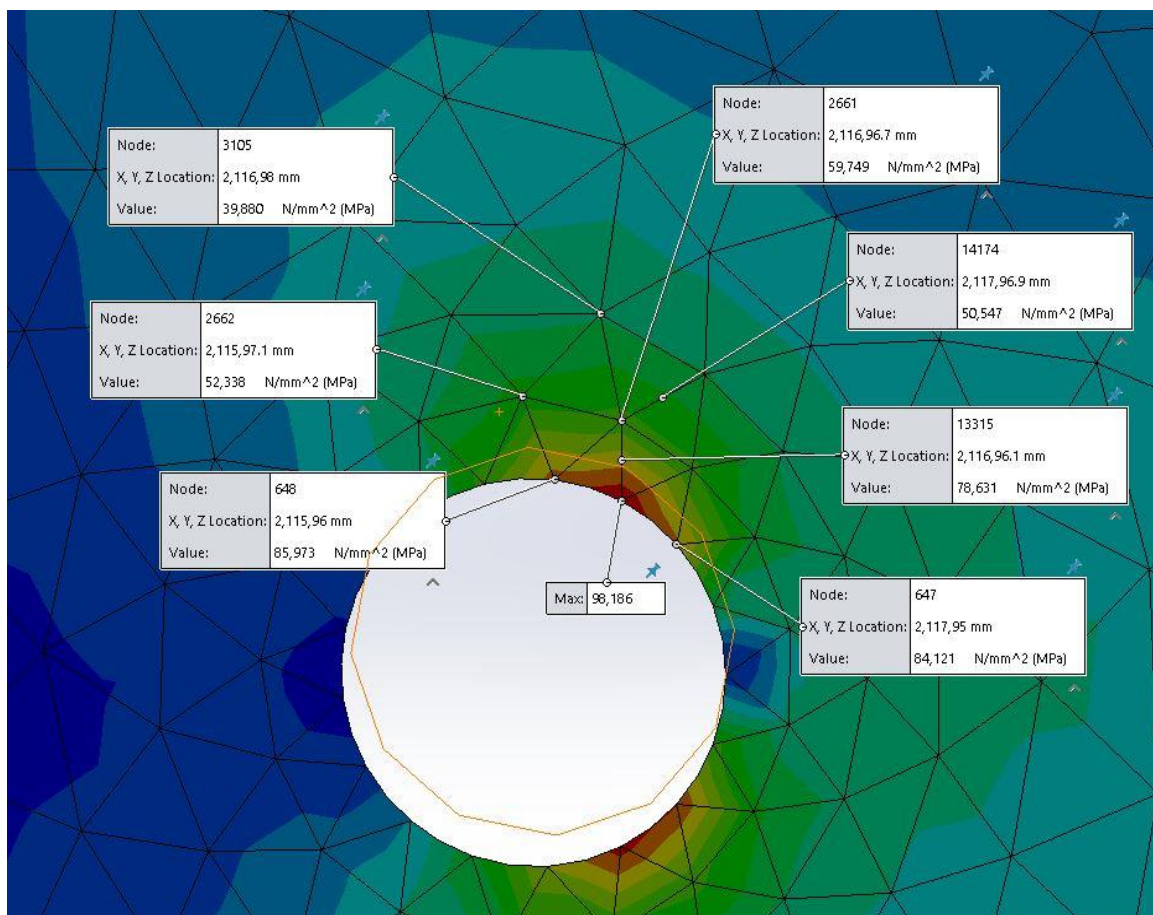 Node: 2661
X, Y, Z Location: 2,116,96.7 mm
Value: 59,749 N/mm^2 (MPa)
Node: 3105
X, Y, Z Location: 2,116,98 mm
Value: 39,880 N/mm^2 (MPa)
Node: 14174
X, Y, Z Location: 2,117,96.9 mm
Value: 50,547 N/mm^2 (MPa)
Node: 2662
X, Y, Z Location: 2,115,97.1 mm
Value: 52,338 N/mm^2 (MPa)
Node: 13315
X, Y, Z Location: 2,116,96.1 mm
Value: 78,631 N/mm^2 (MPa)
Node: 648
X, Y, Z Location: 2,115,96 mm
Value: 85,973 N/mm^2 (MPa)
Max: 98,186
Node: 647
X, Y, Z Location: 2,117,95 mm
Value: 84,121 N/mm^2 (MPa)